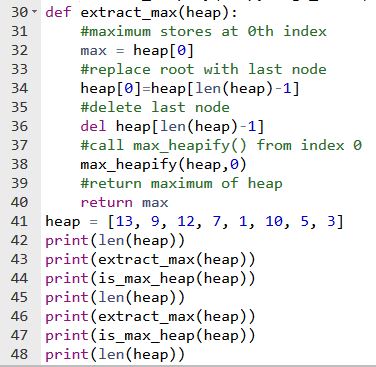 30 def extract_max(heap):
31     #maximum stores at 0th index
32     max = heap[0]
33     #replace root with last node
34     heap[0]=heap[len(heap)-1]
35     #delete last node
36     del heap[len(heap)-1]
37     #call max_heapify() from index 0
38     max_heapify(heap,0)
39     #return maximum of heap
40     return max
41 heap = [13, 9, 12, 7, 1, 10, 5, 3]
42 print(len(heap))
43 print(extract_max(heap))
44 print(is_max_heap(heap))
45 print(len(heap))
46 print(extract_max(heap))
47 print(is_max_heap(heap))
48 print(len(heap))